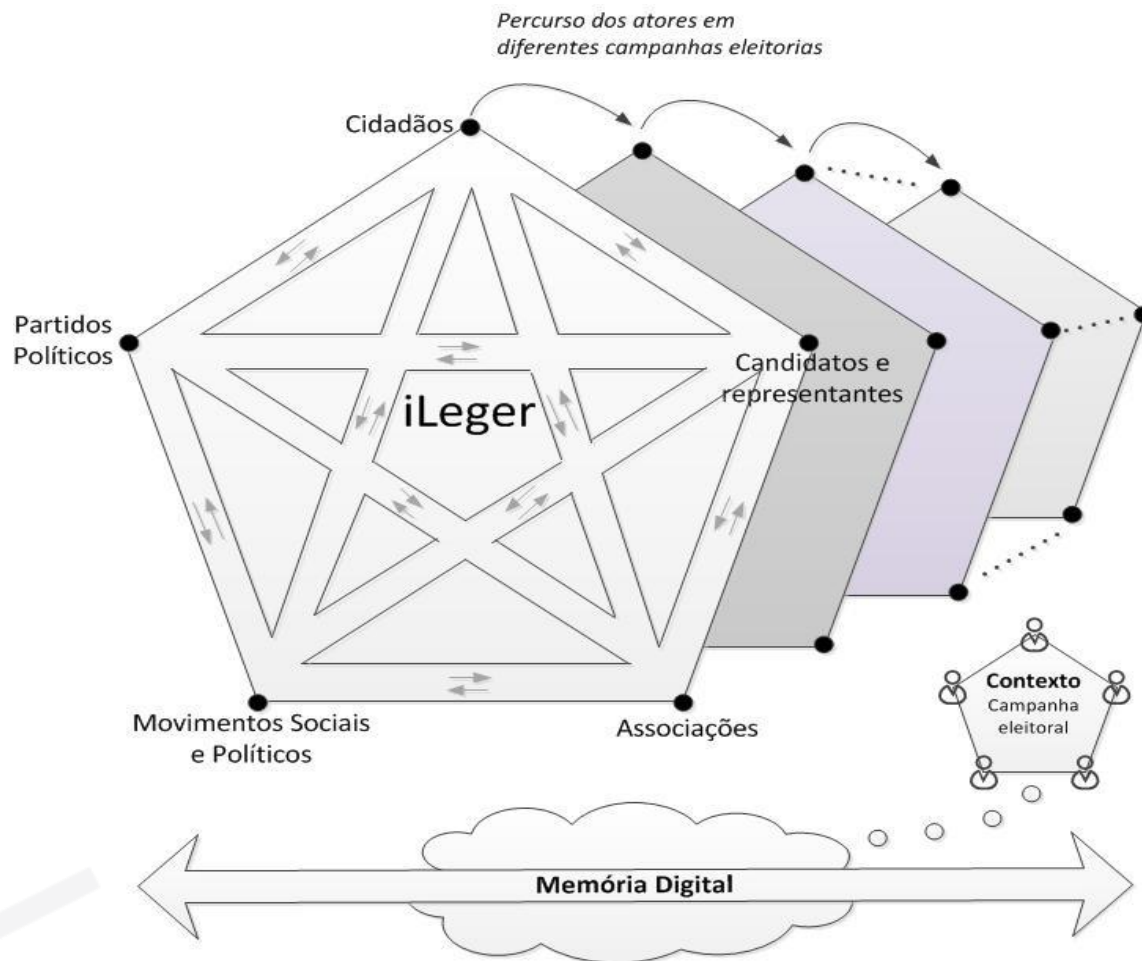 Percurso dos atores em
diferentes campanhas eleitorias
Cidadãos
Partidos
Políticos
Candidatos e
representantes
iLeger
Movimentos Sociais
e Políticos
Associações
Contexto
Campanha
eleitoral
Memória Digital